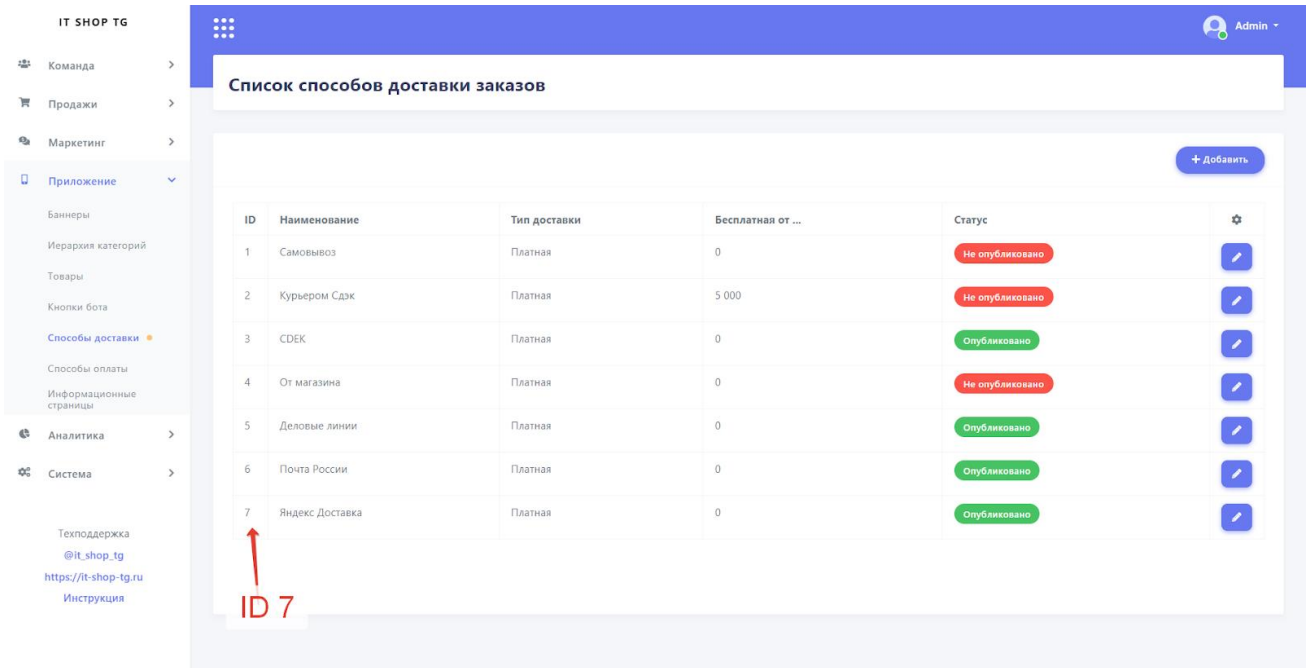 IT SHOP TG
Admin
Команда
Продажи
Маркетинг
Приложение
Баннеры
Иерархия категорий
Товары
Кнопки бота
Способы доставки
Способы оплаты
Информационные
страницы
Аналитика
Система
Техподдержка
@it_shop_tg
https://it-shop-tg.ru
Инструкция
Список способов доставки заказов
+ Добавить
ID Наименование Тип доставки Бесплатная от ... Статус
1 Самовывоз Платная 0 Не опубликовано
2 Курьером Сдэк Платная 5 000 Не опубликовано
3 CDEK Платная 0 Опубликовано
4 От магазина Платная 0 Не опубликовано
5 Деловые линии Платная 0 Опубликовано
6 Почта России Платная 0 Опубликовано
7 Яндекс Доставка Платная 0 Опубликовано
ID 7